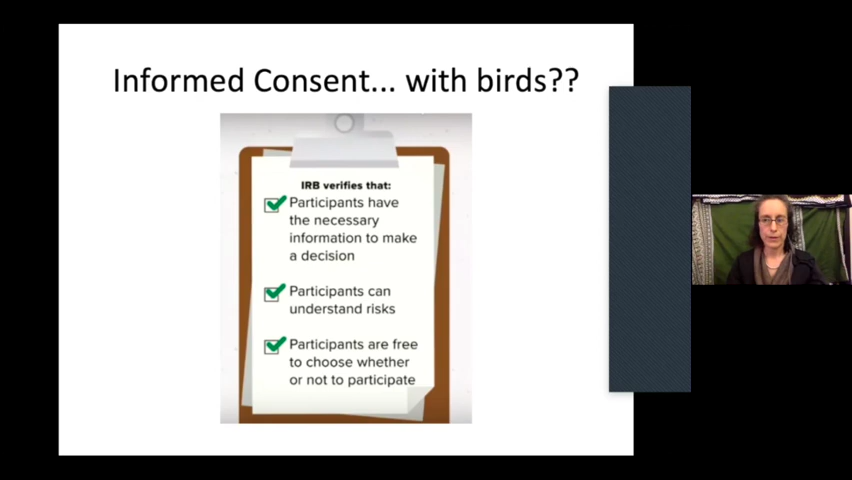 Informed Consent... with birds??
IRB verifies that:
Participants have
the necessary
information to make
a decision
Participants can
understand risks
Participants are free
to choose whether
or not to participate